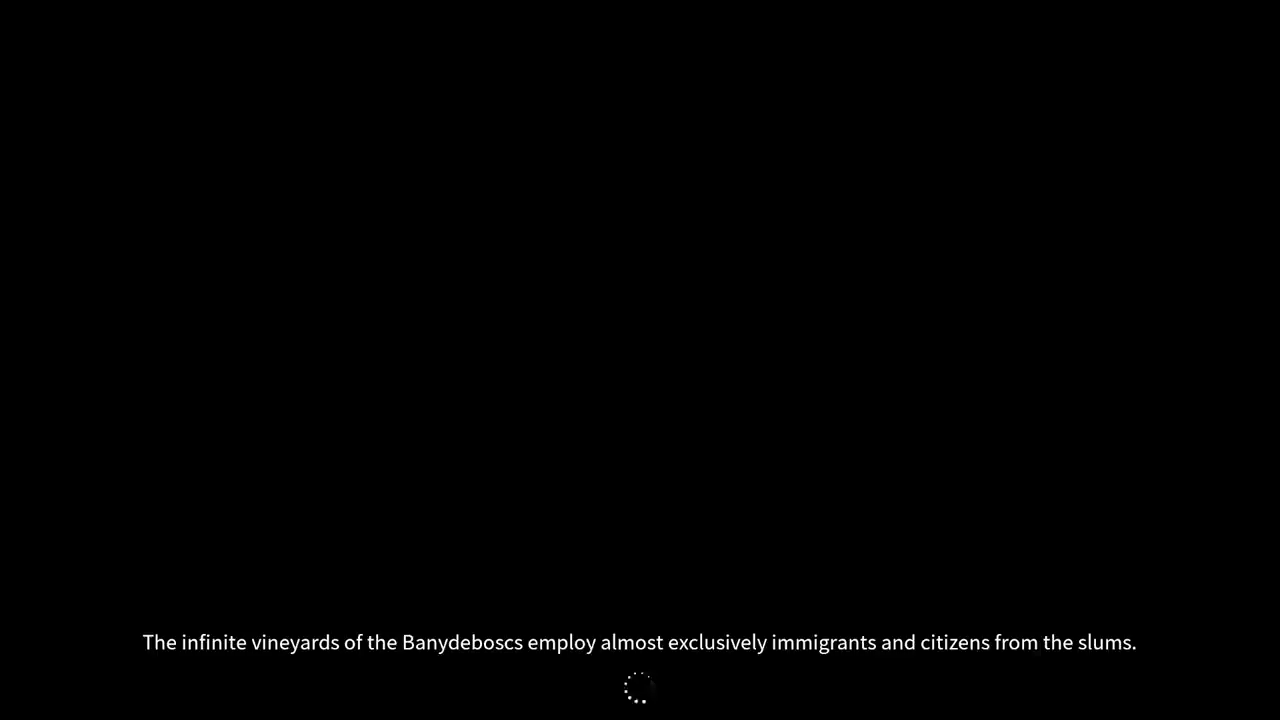 The infinite vineyards of the Banydeboscs employ almost exclusively immigrants and citizens from the slums.